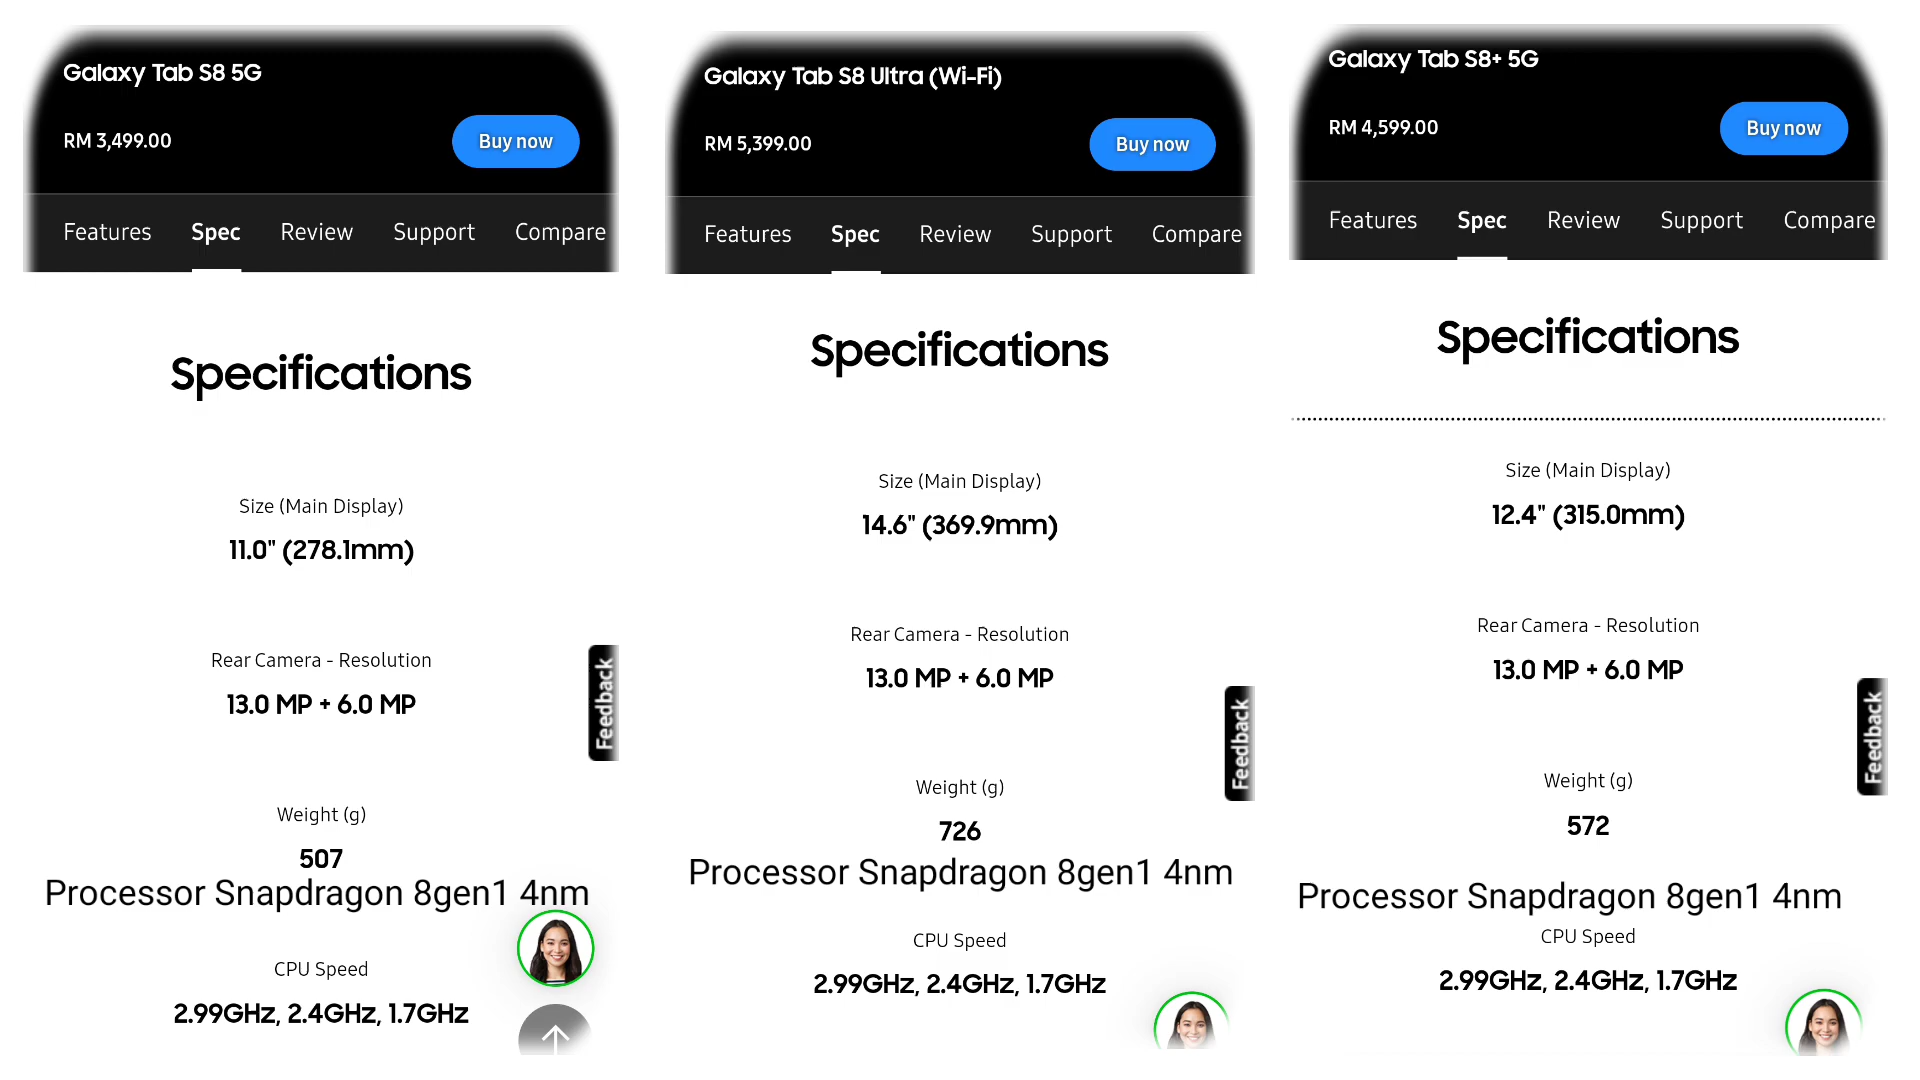 Galaxy Tab S8 5G
RM 3,499.00
Buy now
Features Spec Review Support Compare
Specifications
Size (Main Display)
11.0" (278.1mm)
Rear Camera - Resolution
13.0 MP + 6.0 MP
Feedback
Weight (g)
507
Processor Snapdragon 8gen1 4nm
CPU Speed
2.99GHz, 2.4GHz, 1.7GHz
Galaxy Tab S8 Ultra (Wi-Fi)
RM 5,399.00
Buy now
Features Spec Review Support Compare
Specifications
Size (Main Display)
14.6" (369.9mm)
Rear Camera - Resolution
13.0 MP + 6.0 MP
Feedback
Weight (g)
726
Processor Snapdragon 8gen1 4nm
CPU Speed
2.99GHz, 2.4GHz, 1.7GHz
Galaxy Tab S8+ 5G
RM 4,599.00
Buy now
Features Spec Review Support Compare
Specifications
Size (Main Display)
12.4" (315.0mm)
Rear Camera - Resolution
13.0 MP + 6.0 MP
Feedback
Weight (g)
572
Processor Snapdragon 8gen1 4nm
CPU Speed
2.99GHz, 2.4GHz, 1.7GHz